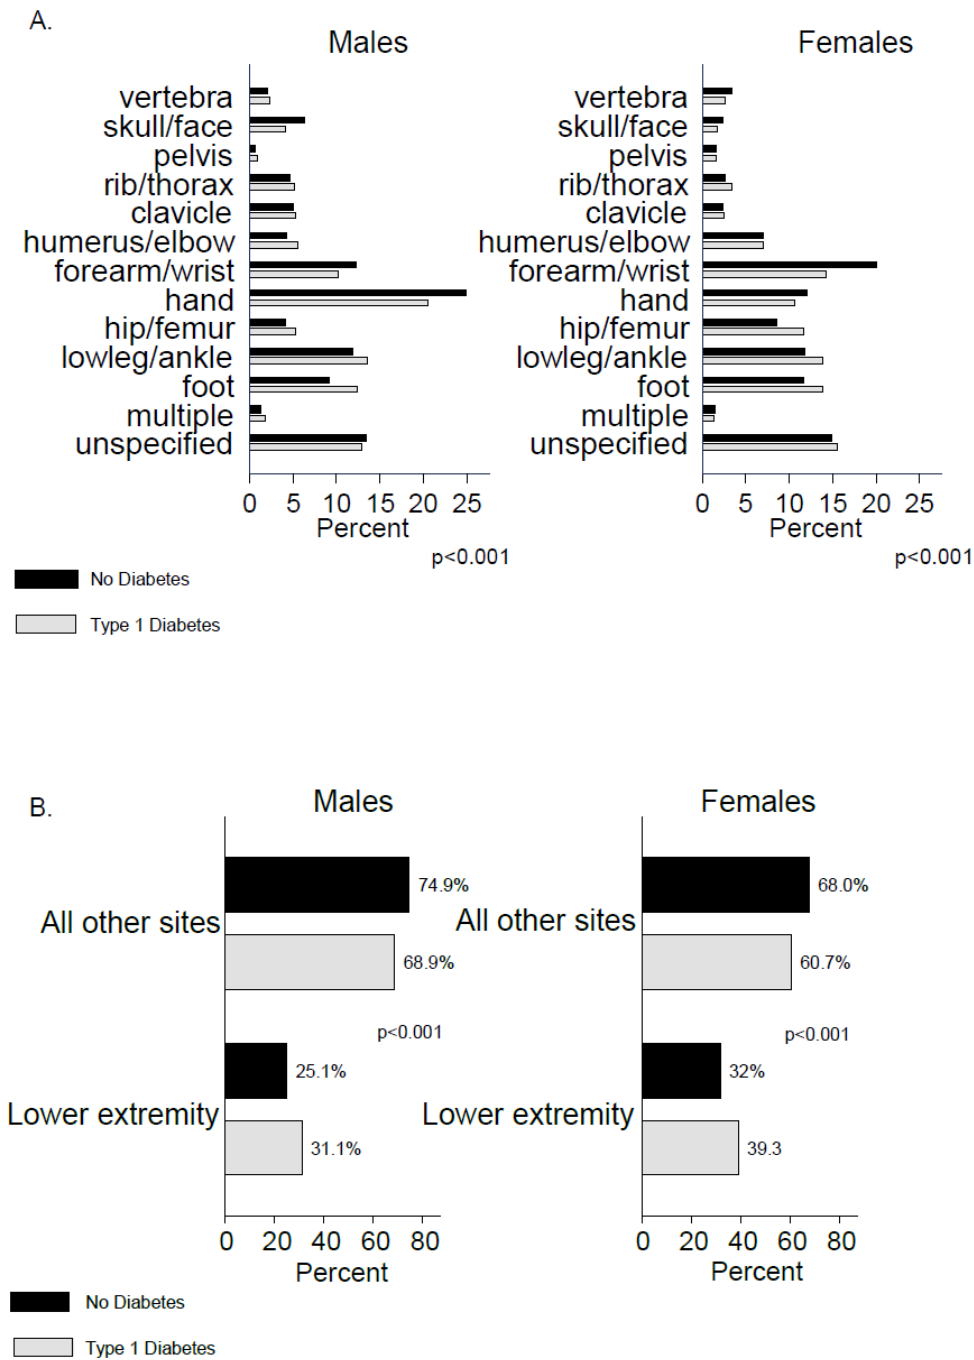 A.
Males
Females
vertebra
skull/face
pelvis
rib/thorax
clavicle
humerus/elbow
forearm/wrist
hand
hip/femur
lowleg/ankle
foot
multiple
unspecified
0 5 10 15 20 25
Percent
p<0.001
vertebra
skull/face
pelvis
rib/thorax
clavicle
humerus/elbow
forearm/wrist
hand
hip/femur
lowleg/ankle
foot
multiple
unspecified
0 5 10 15 20 25
Percent
p<0.001
No Diabetes
Type 1 Diabetes
B.
Males
All other sites
74.9%
68.9%
p<0.001
Lower extremity
25.1%
31.1%
0 20 40 60 80
Percent
Females
All other sites
68.0%
60.7%
p<0.001
Lower extremity
32%
39.3
0 20 40 60 80
Percent
No Diabetes
Type 1 Diabetes